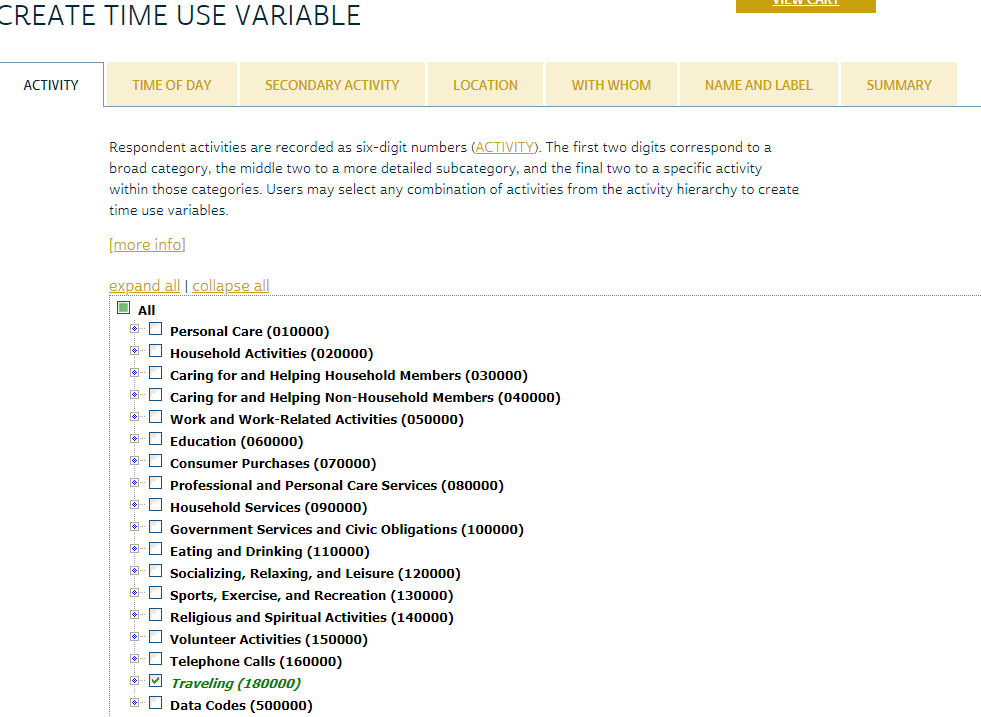 CREATE TIME USE VARIABLE
VIEW CART
ACTIVITY TIME OF DAY SECONDARY ACTIVITY LOCATION WITH WHOM NAME AND LABEL SUMMARY
Respondent activities are recorded as six-digit numbers (ACTIVITY). The first two digits correspond to a
broad category, the middle two to a more detailed subcategory, and the final two to a specific activity
within those categories. Users may select any combination of activities from the activity hierarchy to create
time use variables.
[more info]
expand all | collapse all
All
Personal Care (010000)
Household Activities (020000)
Caring for and Helping Household Members (030000)
Caring for and Helping Non-Household Members (040000)
Work and Work-Related Activities (050000)
Education (060000)
Consumer Purchases (070000)
Professional and Personal Care Services (080000)
Household Services (090000)
Government Services and Civic Obligations (100000)
Eating and Drinking (110000)
Socializing, Relaxing, and Leisure (120000)
Sports, Exercise, and Recreation (130000)
Religious and Spiritual Activities (140000)
Volunteer Activities (150000)
Telephone Calls (160000)
Traveling (180000)
Data Codes (500000)